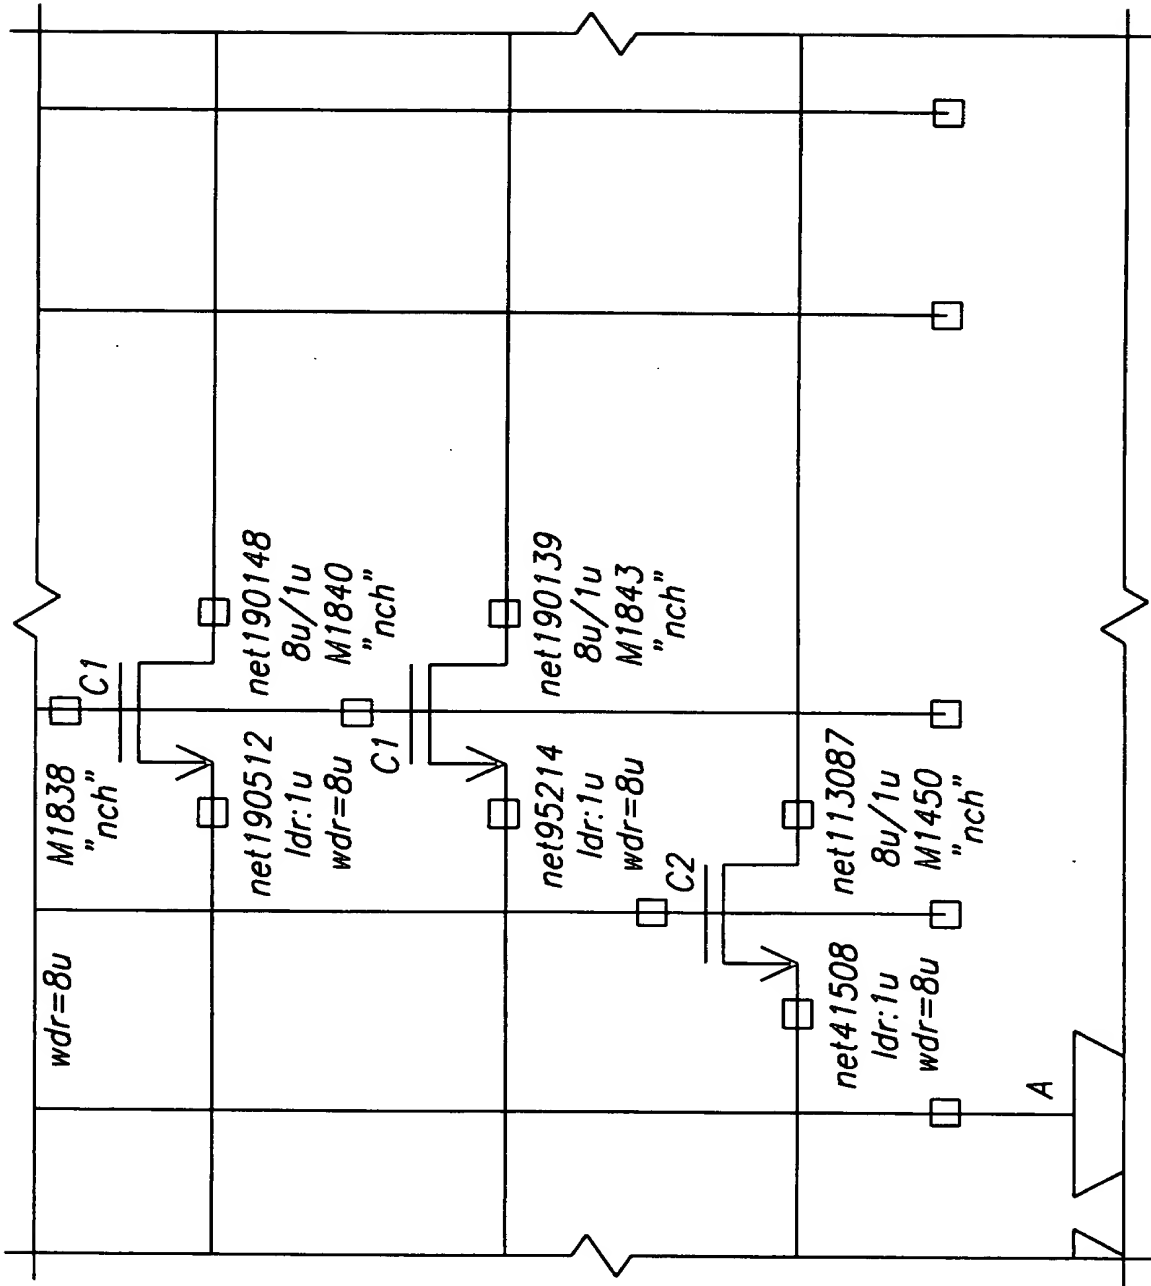 M1838
"nch"
wdr=8u
C1
net190148
8u/1u
M1840
"nch"
net190512
ldr:1u
wdr=8u
C1
net190139
8u/1u
M1843
"nch"
net95214
ldr:1u
wdr=8u
C2
net113087
8u/1u
M1450
"nch"
net41508
ldr:1u
wdr=8u
A